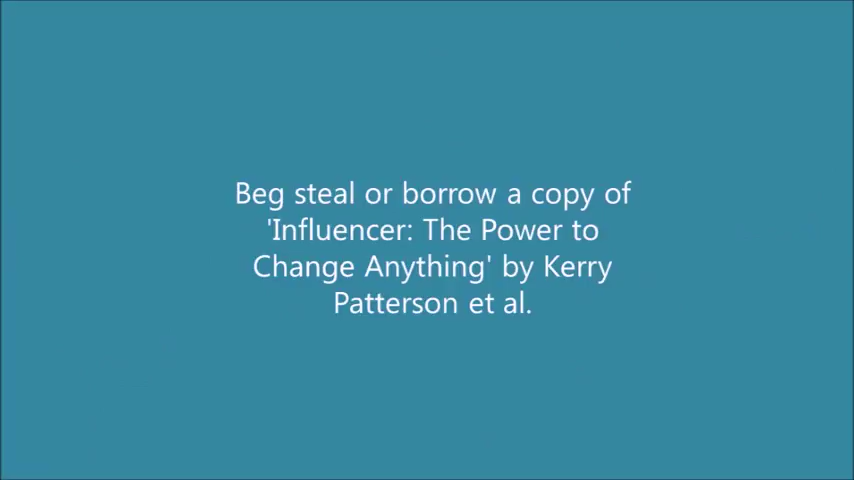 Beg steal or borrow a copy of
'Influencer: The Power to
Change Anything' by Kerry
Patterson et al.